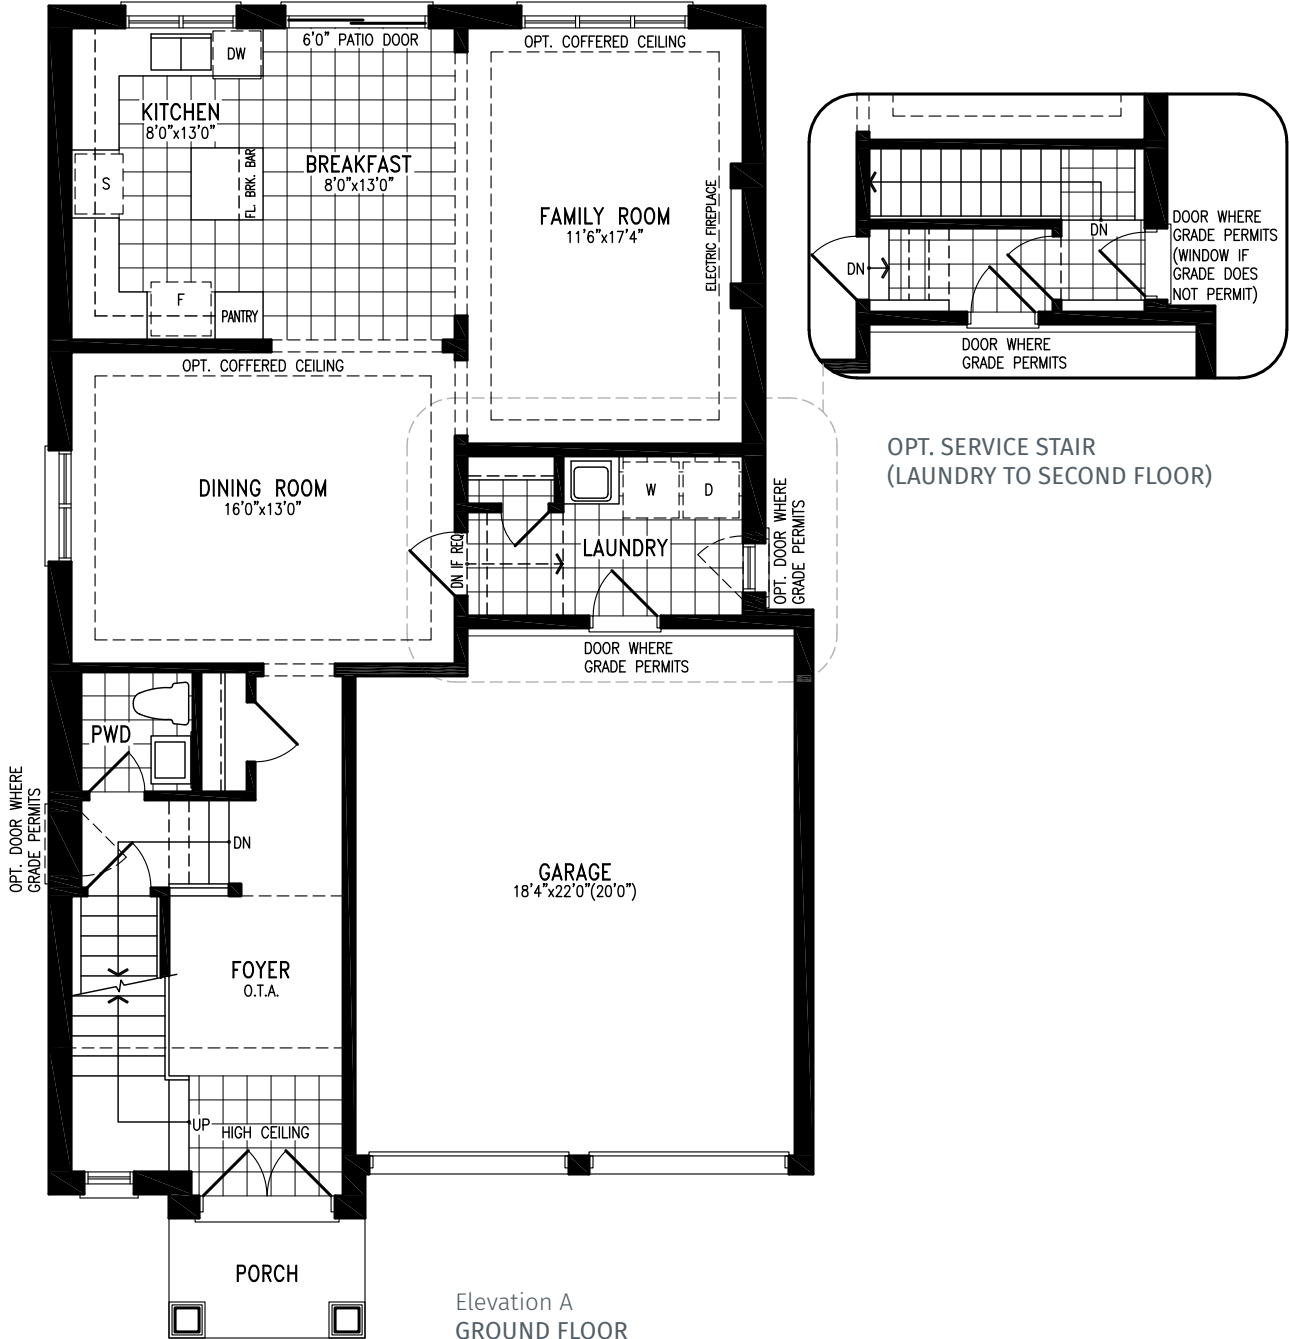 6'0" PATIO DOOR
OPT. COFFERED CEILING
DW
KITCHEN
8'0"x13'0"
BREAKFAST
8'0"x13'0"
FL. BRK. BAR
S
F
PANTRY
FAMILY ROOM
11'6"x17'4"
ELECTRIC FIREPLACE
DN
DN
DOOR WHERE
GRADE PERMITS
(WINDOW IF
GRADE DOES
NOT PERMIT)
DOOR WHERE
GRADE PERMITS
OPT. SERVICE STAIR
(LAUNDRY TO SECOND FLOOR)
OPT. COFFERED CEILING
DINING ROOM
16'0"x13'0"
W
D
LAUNDRY
DN IF REQ
OPT. DOOR WHERE
GRADE PERMITS
DOOR WHERE
GRADE PERMITS
PWD
OPT. DOOR WHERE
GRADE PERMITS
DN
GARAGE
18'4"x22'0"(20'0")
FOYER
O.T.A.
UP
HIGH CEILING
PORCH
Elevation A
GROUND FLOOR